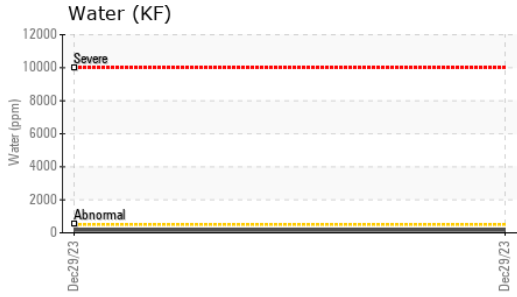 Water (KF)
12000
10000
8000
6000
4000
2000
0
Water (ppm)
Severe
Abnormal
Dec29/23
Dec29/23